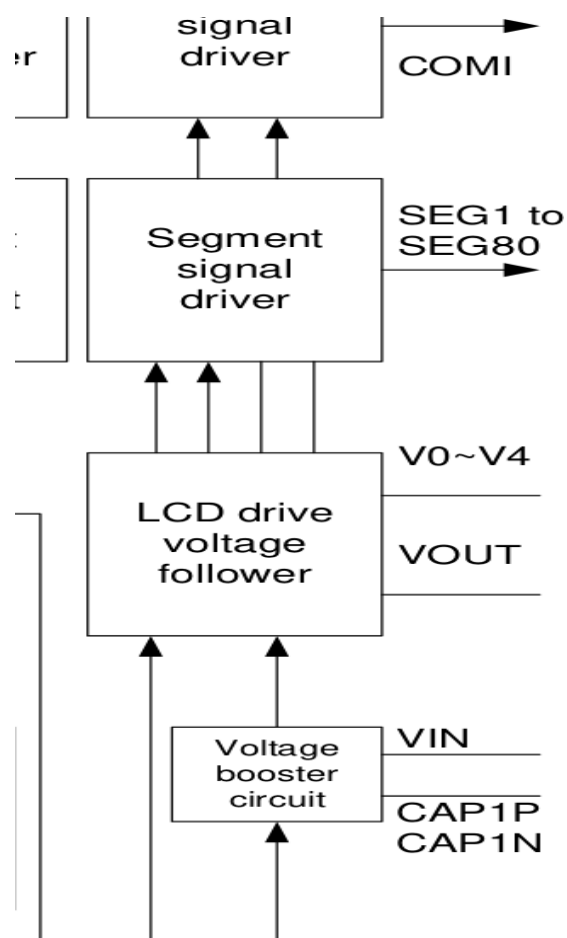 signal
driver
COMI
SEG1 to
SEG80
Segment
signal
driver
V0~V4
LCD drive
voltage
follower
VOUT
VIN
Voltage
booster
circuit
CAP1P
CAP1N